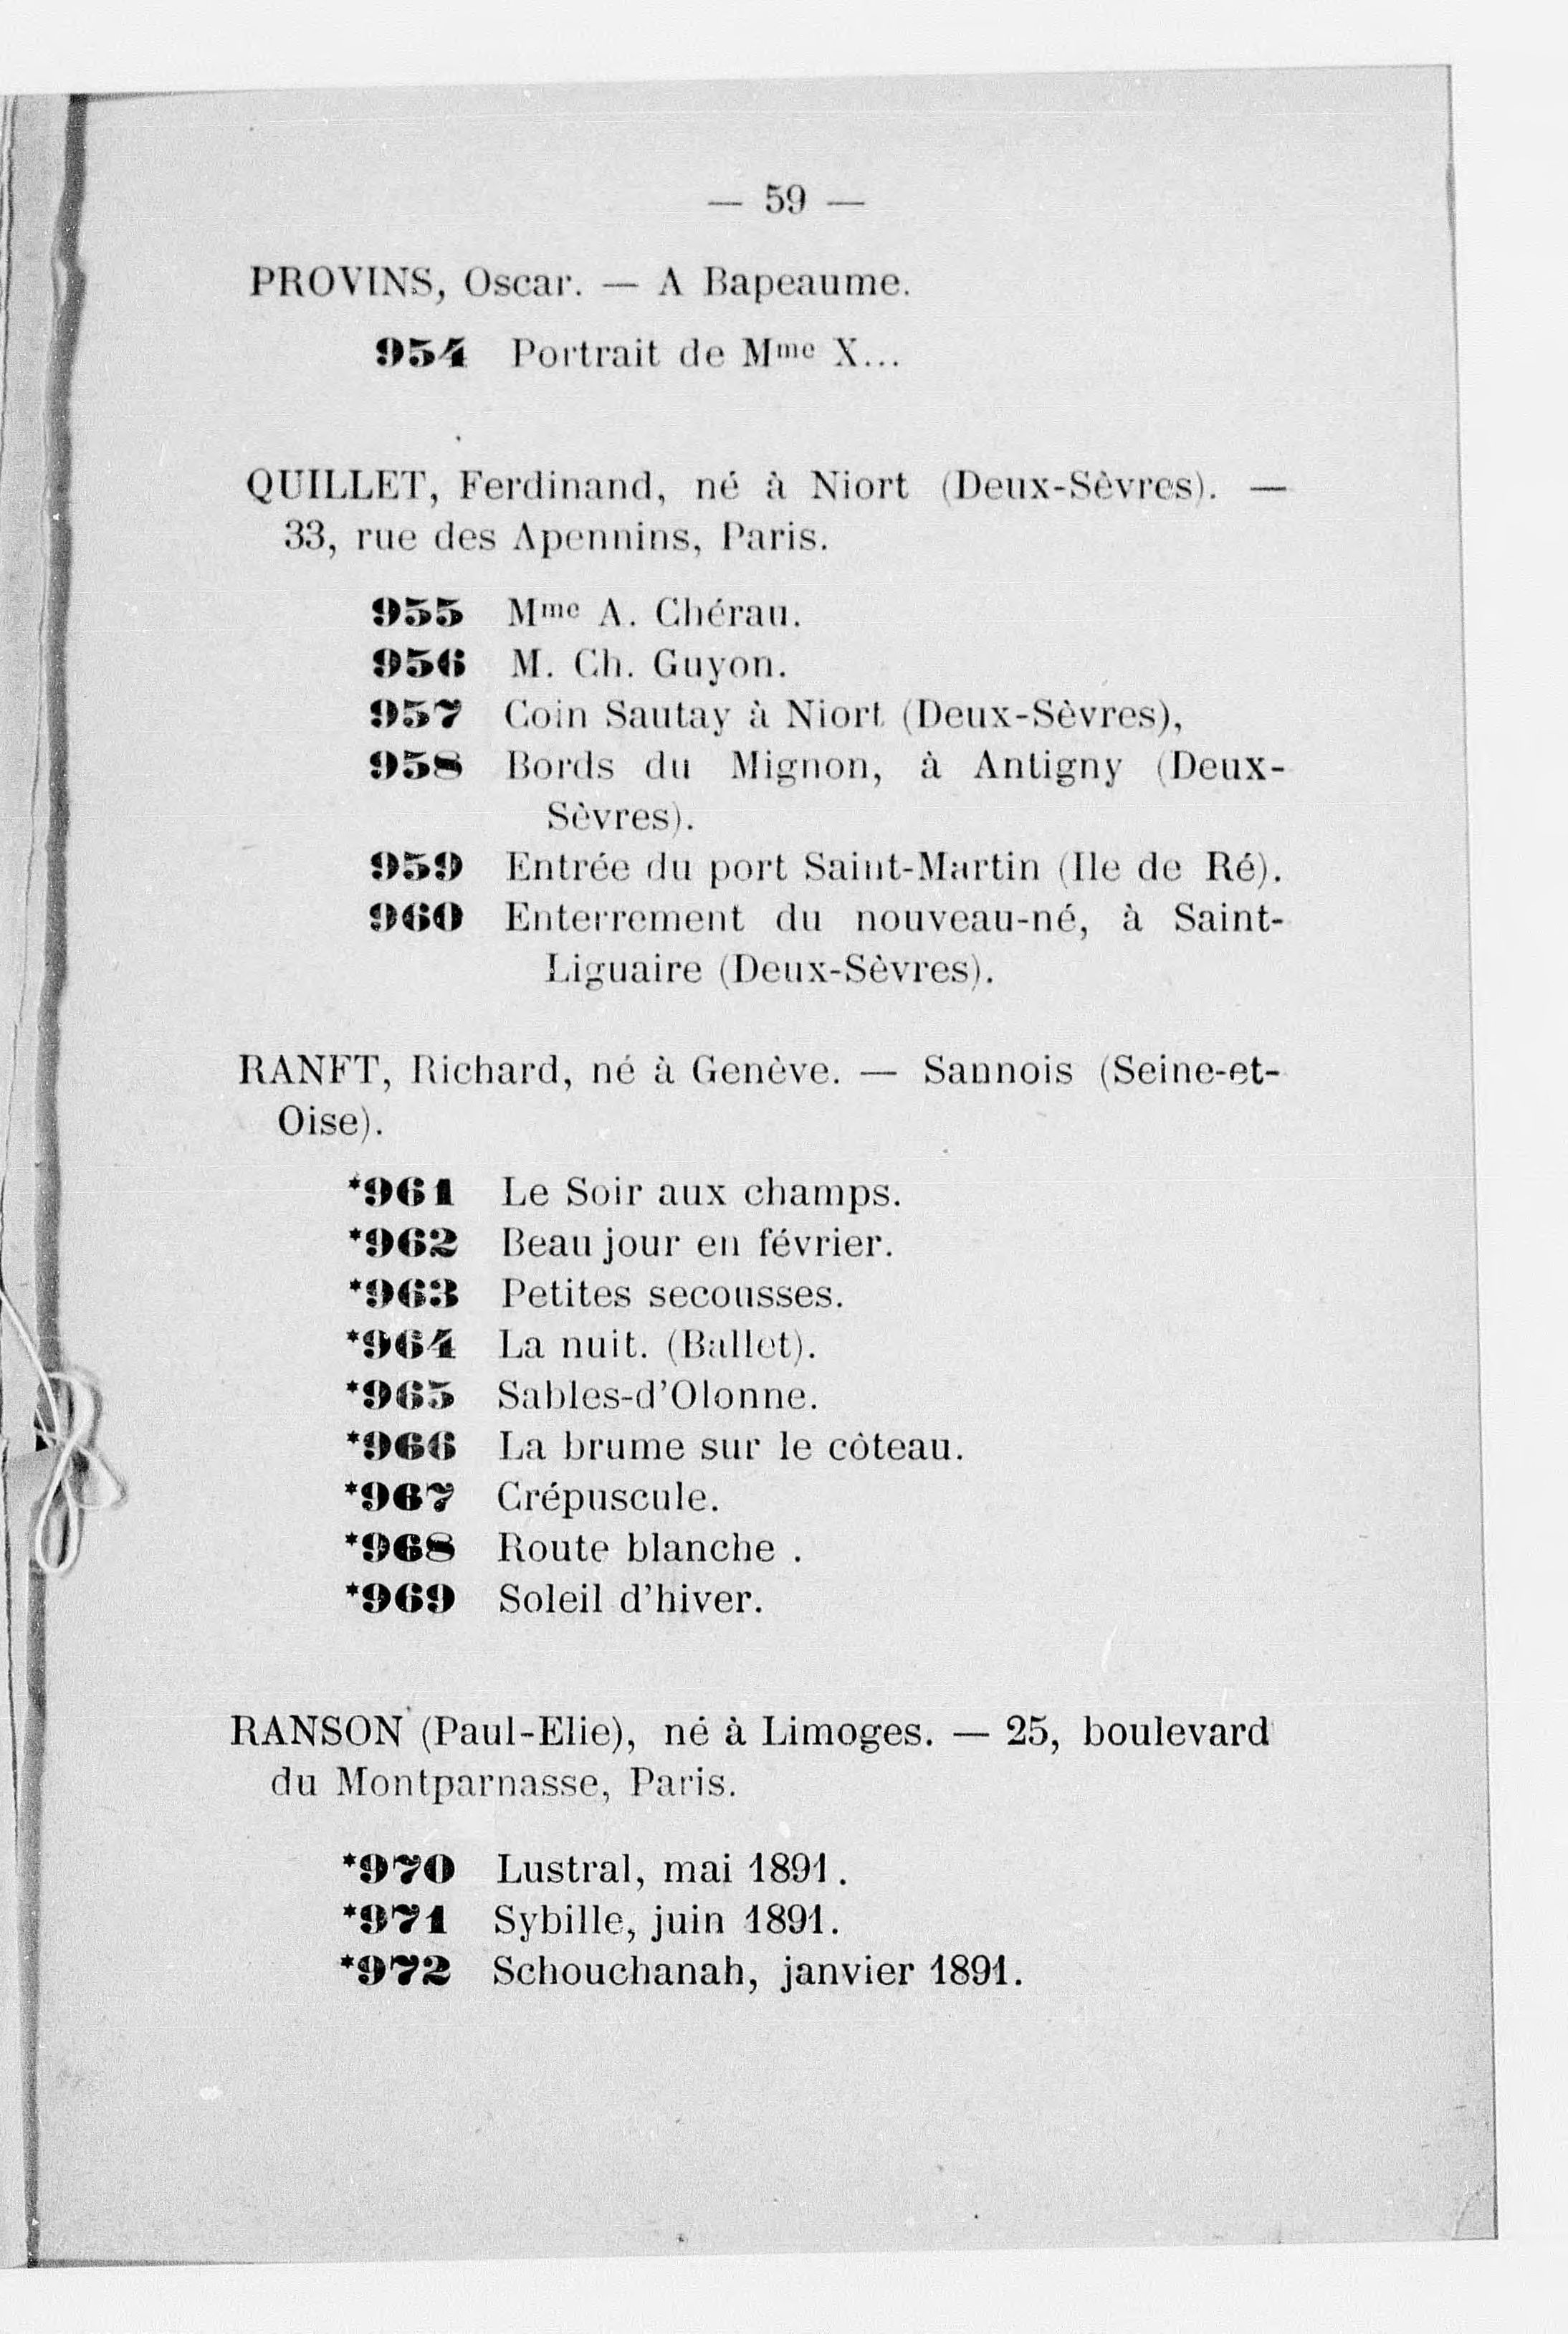 — 59 —
PROVINS, Oscar. — A Bapeaume.
954 Portrait de Mme X...
QUILLET, Ferdinand, né à Niort (Deux-Sèvres). —
33, rue des Apennins, Paris.
955 Mme A. Chérau.
956 M. Ch. Guyon.
957 Coin Sautay à Niort (Deux-Sèvres),
958 Bords du Mignon, à Antigny (Deux-
Sèvres).
959 Entrée du port Saint-Martin (Ile de Ré).
960 Enterrement du nouveau-né, à Saint-
Liguaire (Deux-Sèvres).
RANFT, Richard, né à Genève. — Sannois (Seine-et-
Oise).
*961 Le Soir aux champs.
*962 Beau jour en février.
*963 Petites secousses.
*964 La nuit. (Ballet).
*965 Sables-d'Olonne.
*966 La brume sur le côteau.
*967 Crépuscule.
*968 Route blanche .
*969 Soleil d'hiver.
RANSON (Paul-Elie), né à Limoges. — 25, boulevard
du Montparnasse, Paris.
*970 Lustral, mai 1891.
*971 Sybille, juin 1891.
*972 Schouchanah, janvier 1891.